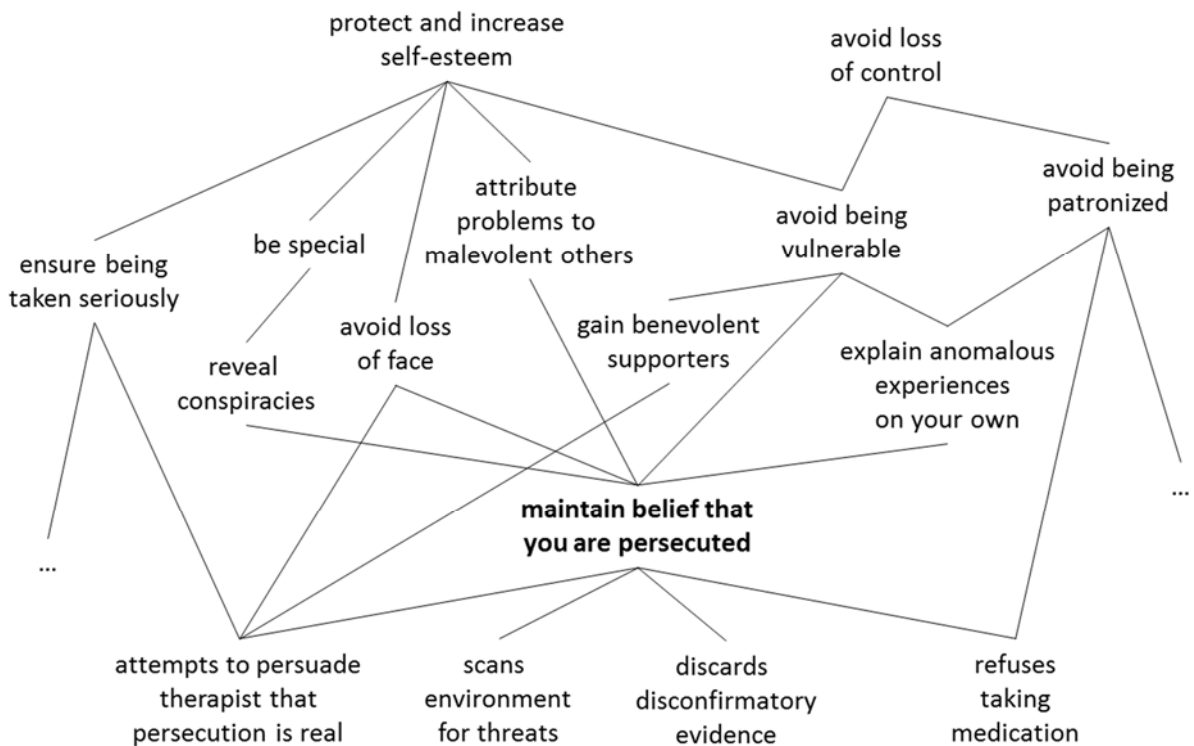 protect and increase
self-esteem
avoid loss
of control
attribute
problems to
malevolent others
avoid being
patronized
be special
avoid being
vulnerable
ensure being
taken seriously
avoid loss
of face
gain benevolent
supporters
reveal
conspiracies
explain anomalous
experiences
on your own
maintain belief that
you are persecuted
...
...
attempts to persuade
therapist that
persecution is real
scans
environment
for threats
discards
disconfirmatory
evidence
refuses
taking
medication